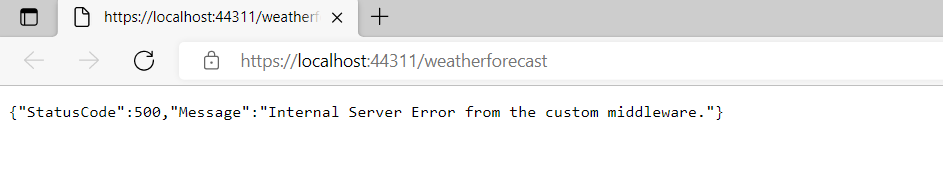 https://localhost:44311/weatherf
https://localhost:44311/weatherforecast
{"StatusCode":500,"Message":"Internal Server Error from the custom middleware."}